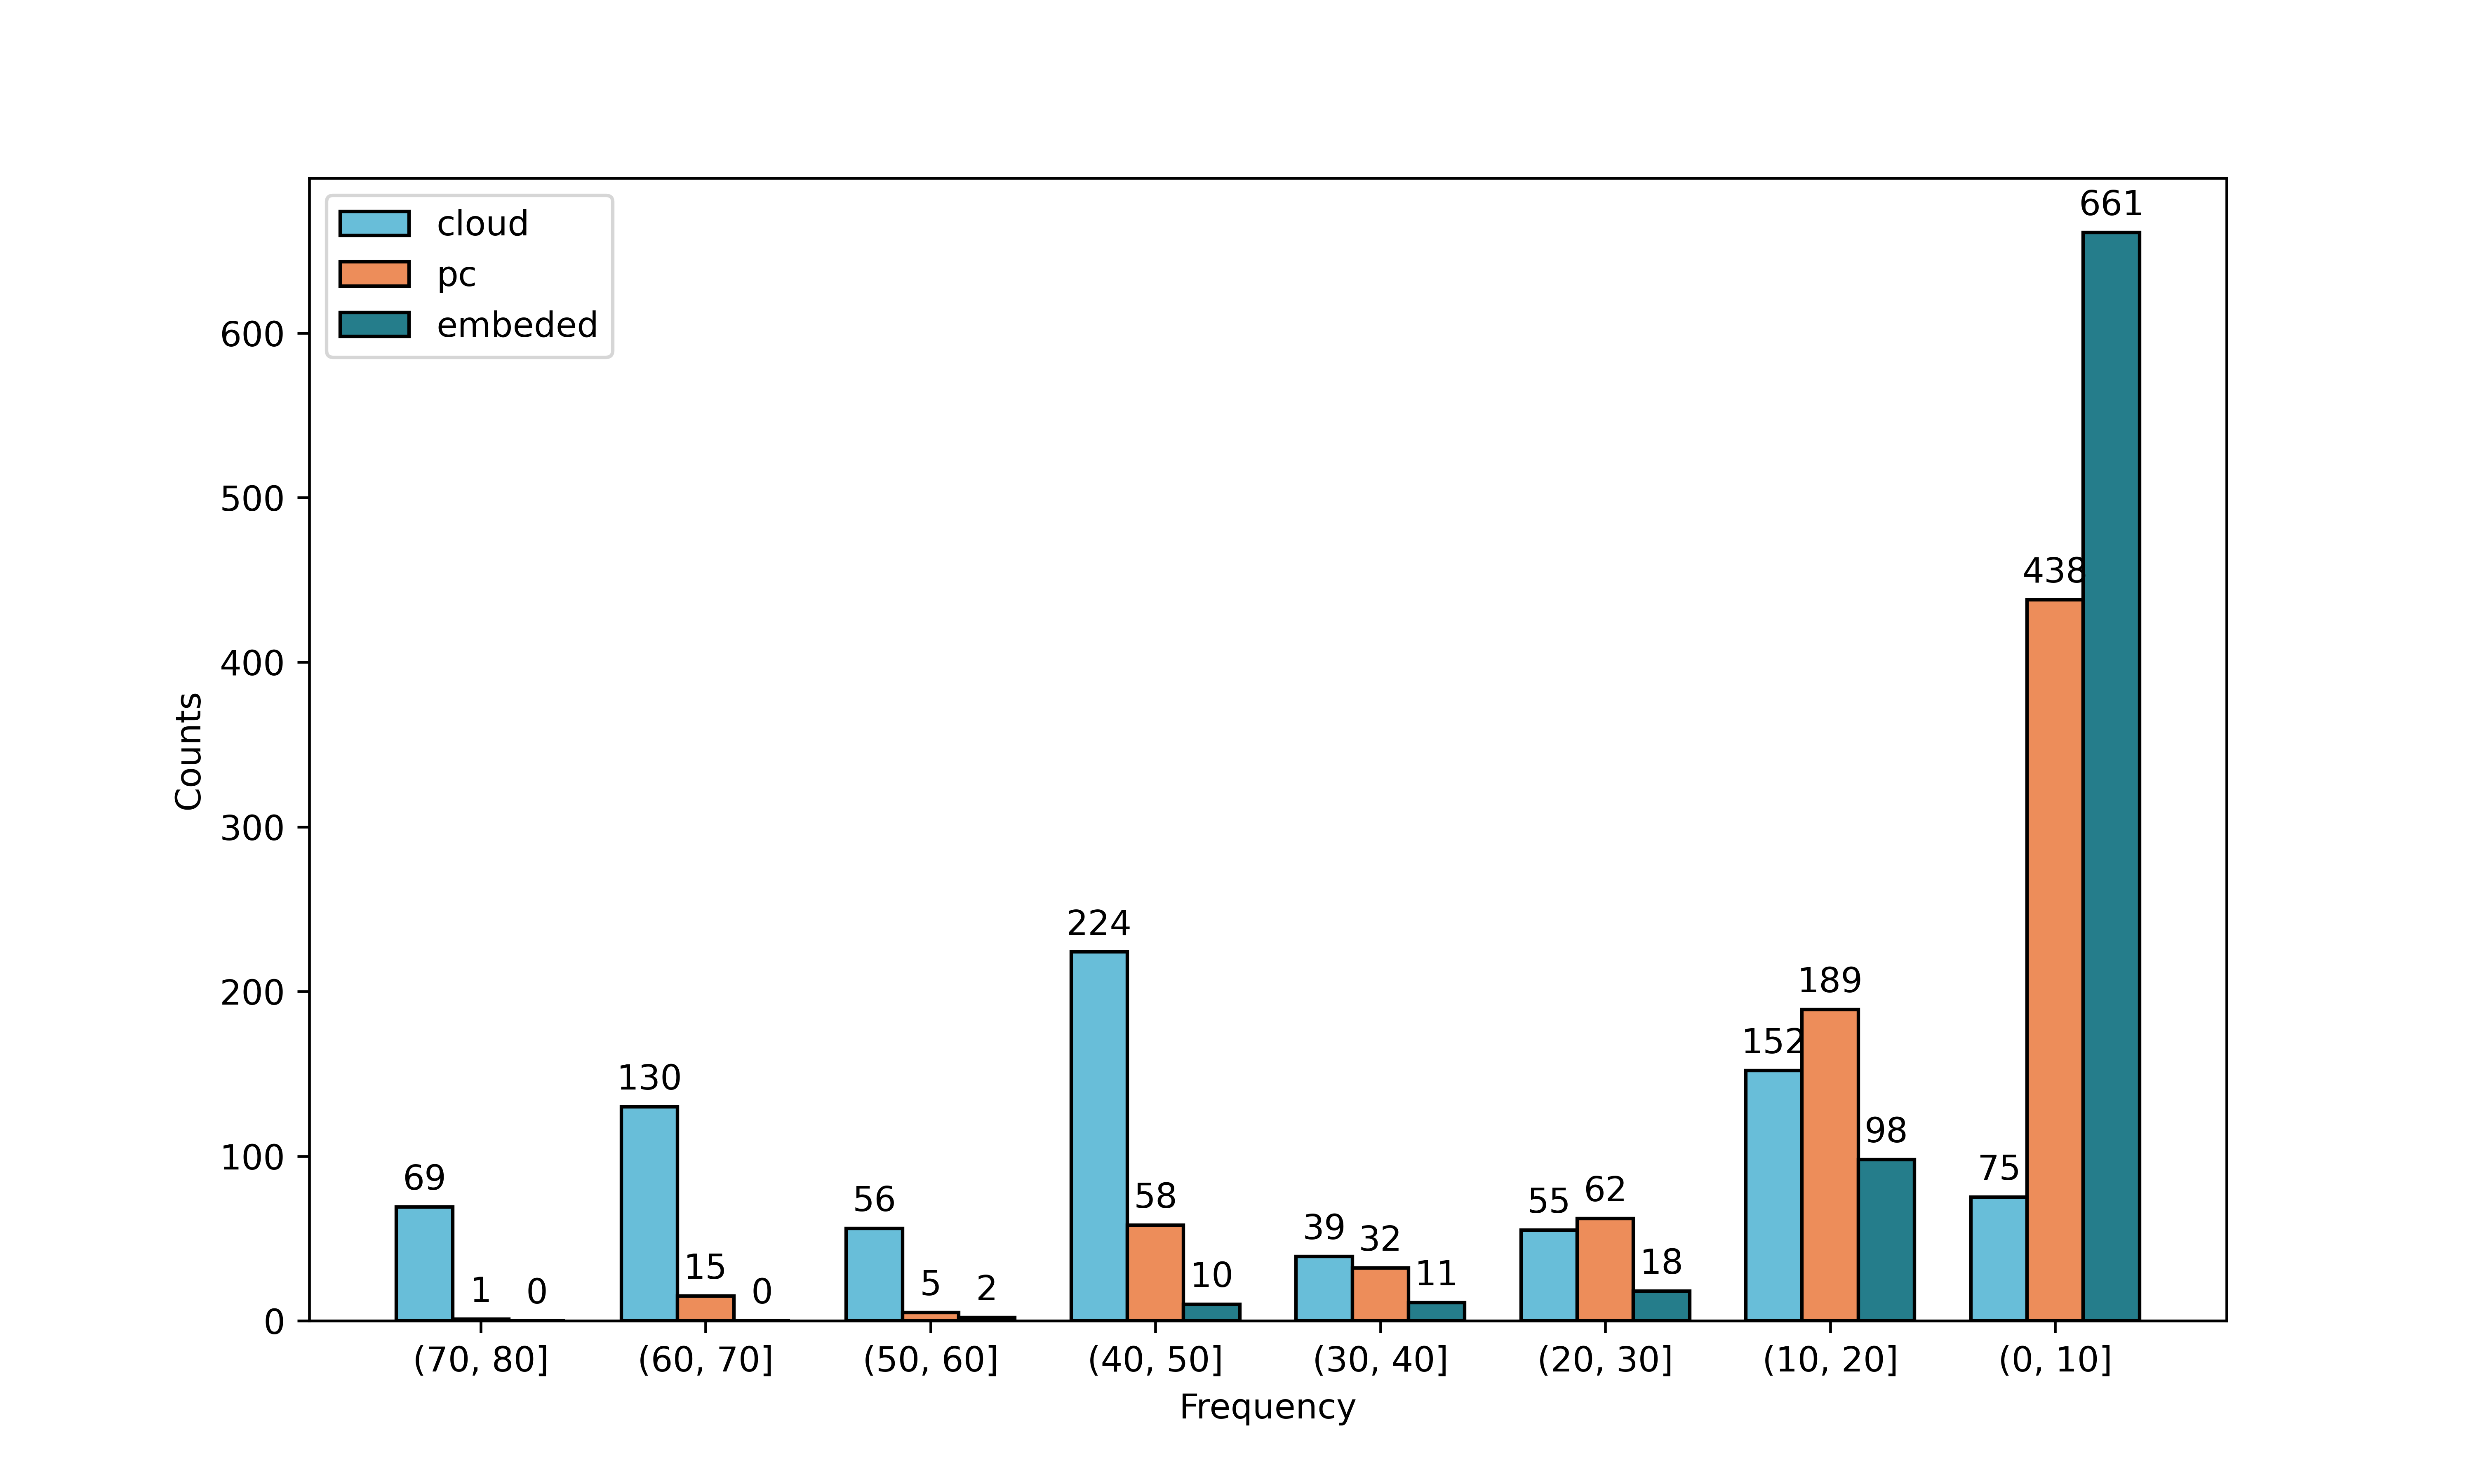 cloud
pc
embeded
Counts
600
500
400
300
200
100
0
69 1 0
130 15 0
56 5 2
224 58 10
39 32 11
55 62 18
152 189 98
75 438 661
(70, 80] (60, 70] (50, 60] (40, 50] (30, 40] (20, 30] (10, 20] (0, 10]
Frequency